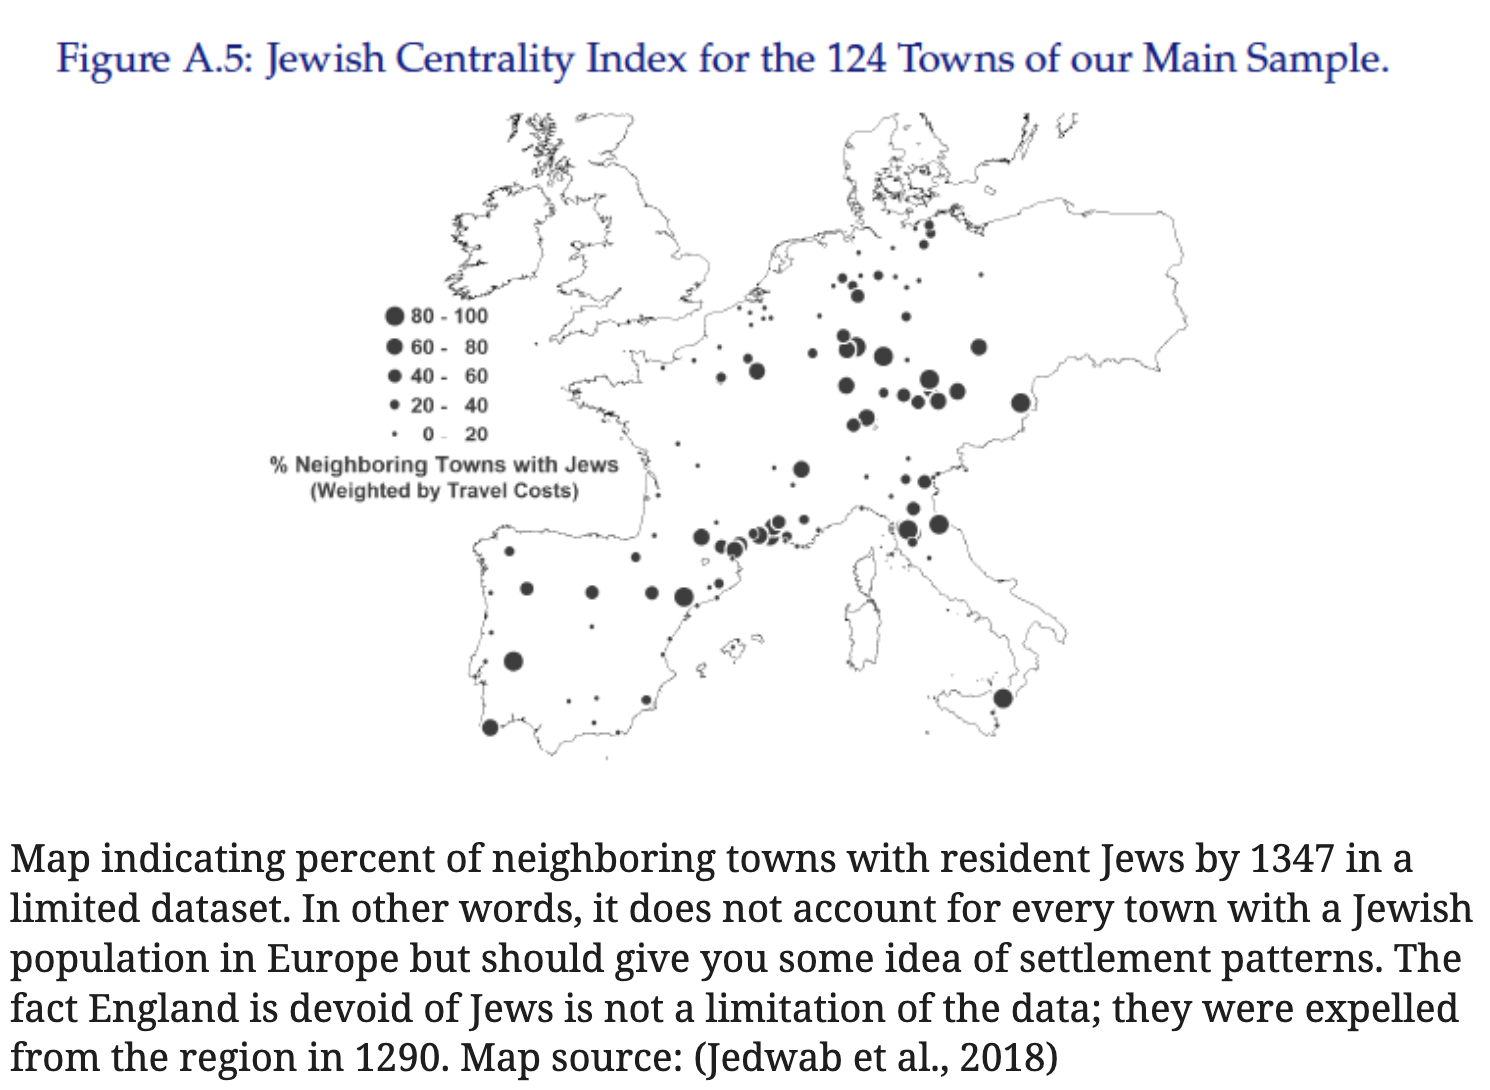 Figure A.5: Jewish Centrality Index for the 124 Towns of our Main Sample.
80 - 100
60 - 80
40 - 60
20 - 40
0 - 20
% Neighboring Towns with Jews
(Weighted by Travel Costs)
Map indicating percent of neighboring towns with resident Jews by 1347 in a
limited dataset. In other words, it does not account for every town with a Jewish
population in Europe but should give you some idea of settlement patterns. The
fact England is devoid of Jews is not a limitation of the data; they were expelled
from the region in 1290. Map source: (Jedwab et al., 2018)